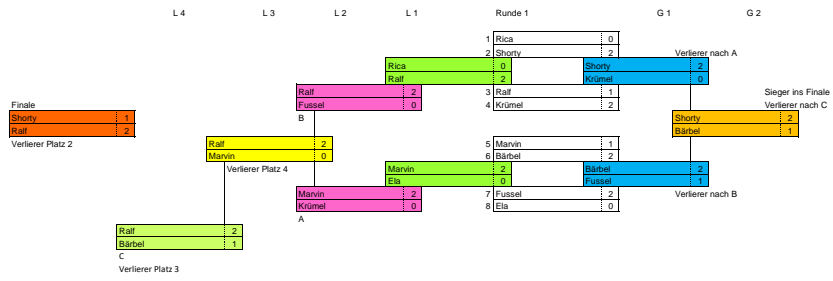 L 4 L 3 L 2 L 1 Runde 1 G 1 G 2
1 Rica 0
2 Shorty 2 Verlierer nach A
Rica 0 Shorty 2
Ralf 2 Krümel 0
Ralf 2 3 Ralf 1 Sieger ins Finale
Finale Fussel 0 4 Krümel 2 Verlierer nach C
Shorty 1 B Shorty 2
Ralf 2 Bärbel 1
Verlierer Platz 2 Ralf 2 5 Marvin 1
Marvin 0 6 Bärbel 2
Verlierer Platz 4 Marvin 2 Bärbel 2
Ela 0 Fussel 1
Marvin 2 7 Fussel 2 Verlierer nach B
Krümel 0 8 Ela 0
A
Ralf 2
Bärbel 1
C
Verlierer Platz 3